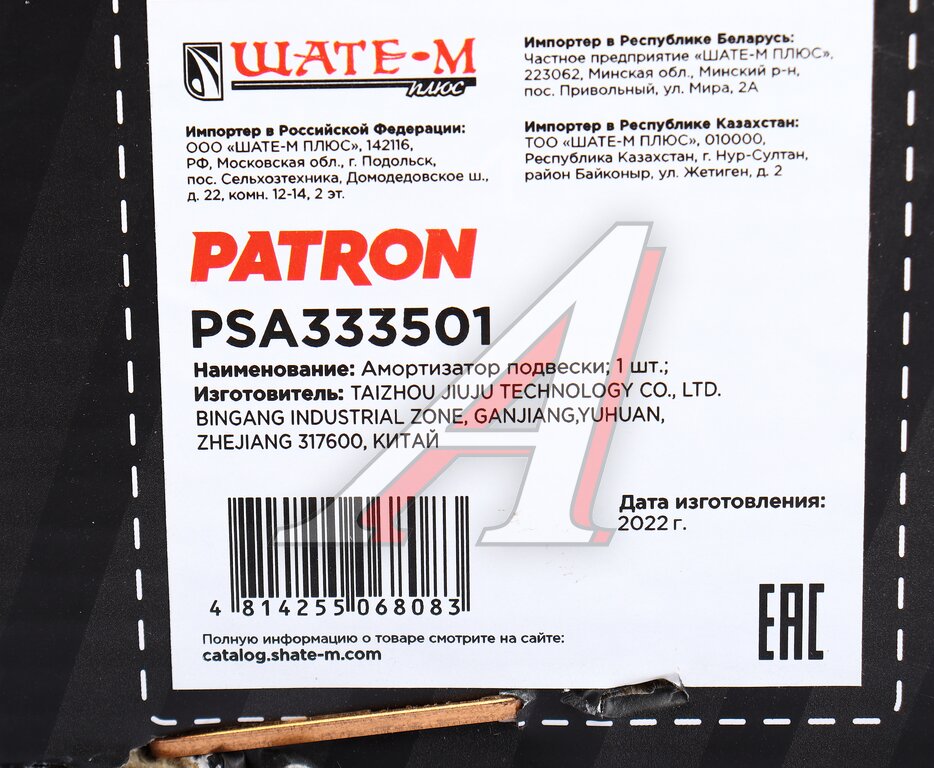 ШАТЕ-М
плюс
Импортер в Российской Федерации:
ООО «ШАТЕ-М ПЛЮС», 142116,
РФ, Московская обл., г. Подольск,
пос. Сельхозтехника, Домодедовское ш.,
д. 22, комн. 12-14, 2 эт.
Импортер в Республике Беларусь:
Частное предприятие «ШАТЕ-М ПЛЮС»,
223062, Минская обл., Минский р-н,
пос. Привольный, ул. Мира, 2А
Импортер в Республике Казахстан:
ТОО «ШАТЕ-М ПЛЮС», 010000,
Республика Казахстан, г. Нур-Султан,
район Байконыр, ул. Жетиген, д. 2
PATRON
PSA333501
Наименование: Амортизатор подвески; 1 шт.;
Изготовитель: TAIZHOU JIUJU TECHNOLOGY CO., LTD.
BINGANG INDUSTRIAL ZONE, GANJIANG,YUHUAN,
ZHEJIANG 317600, КИТАЙ
Дата изготовления:
2022 г.
4 814255 068083
EAC
Полную информацию о товаре смотрите на сайте:
catalog.shate-m.com